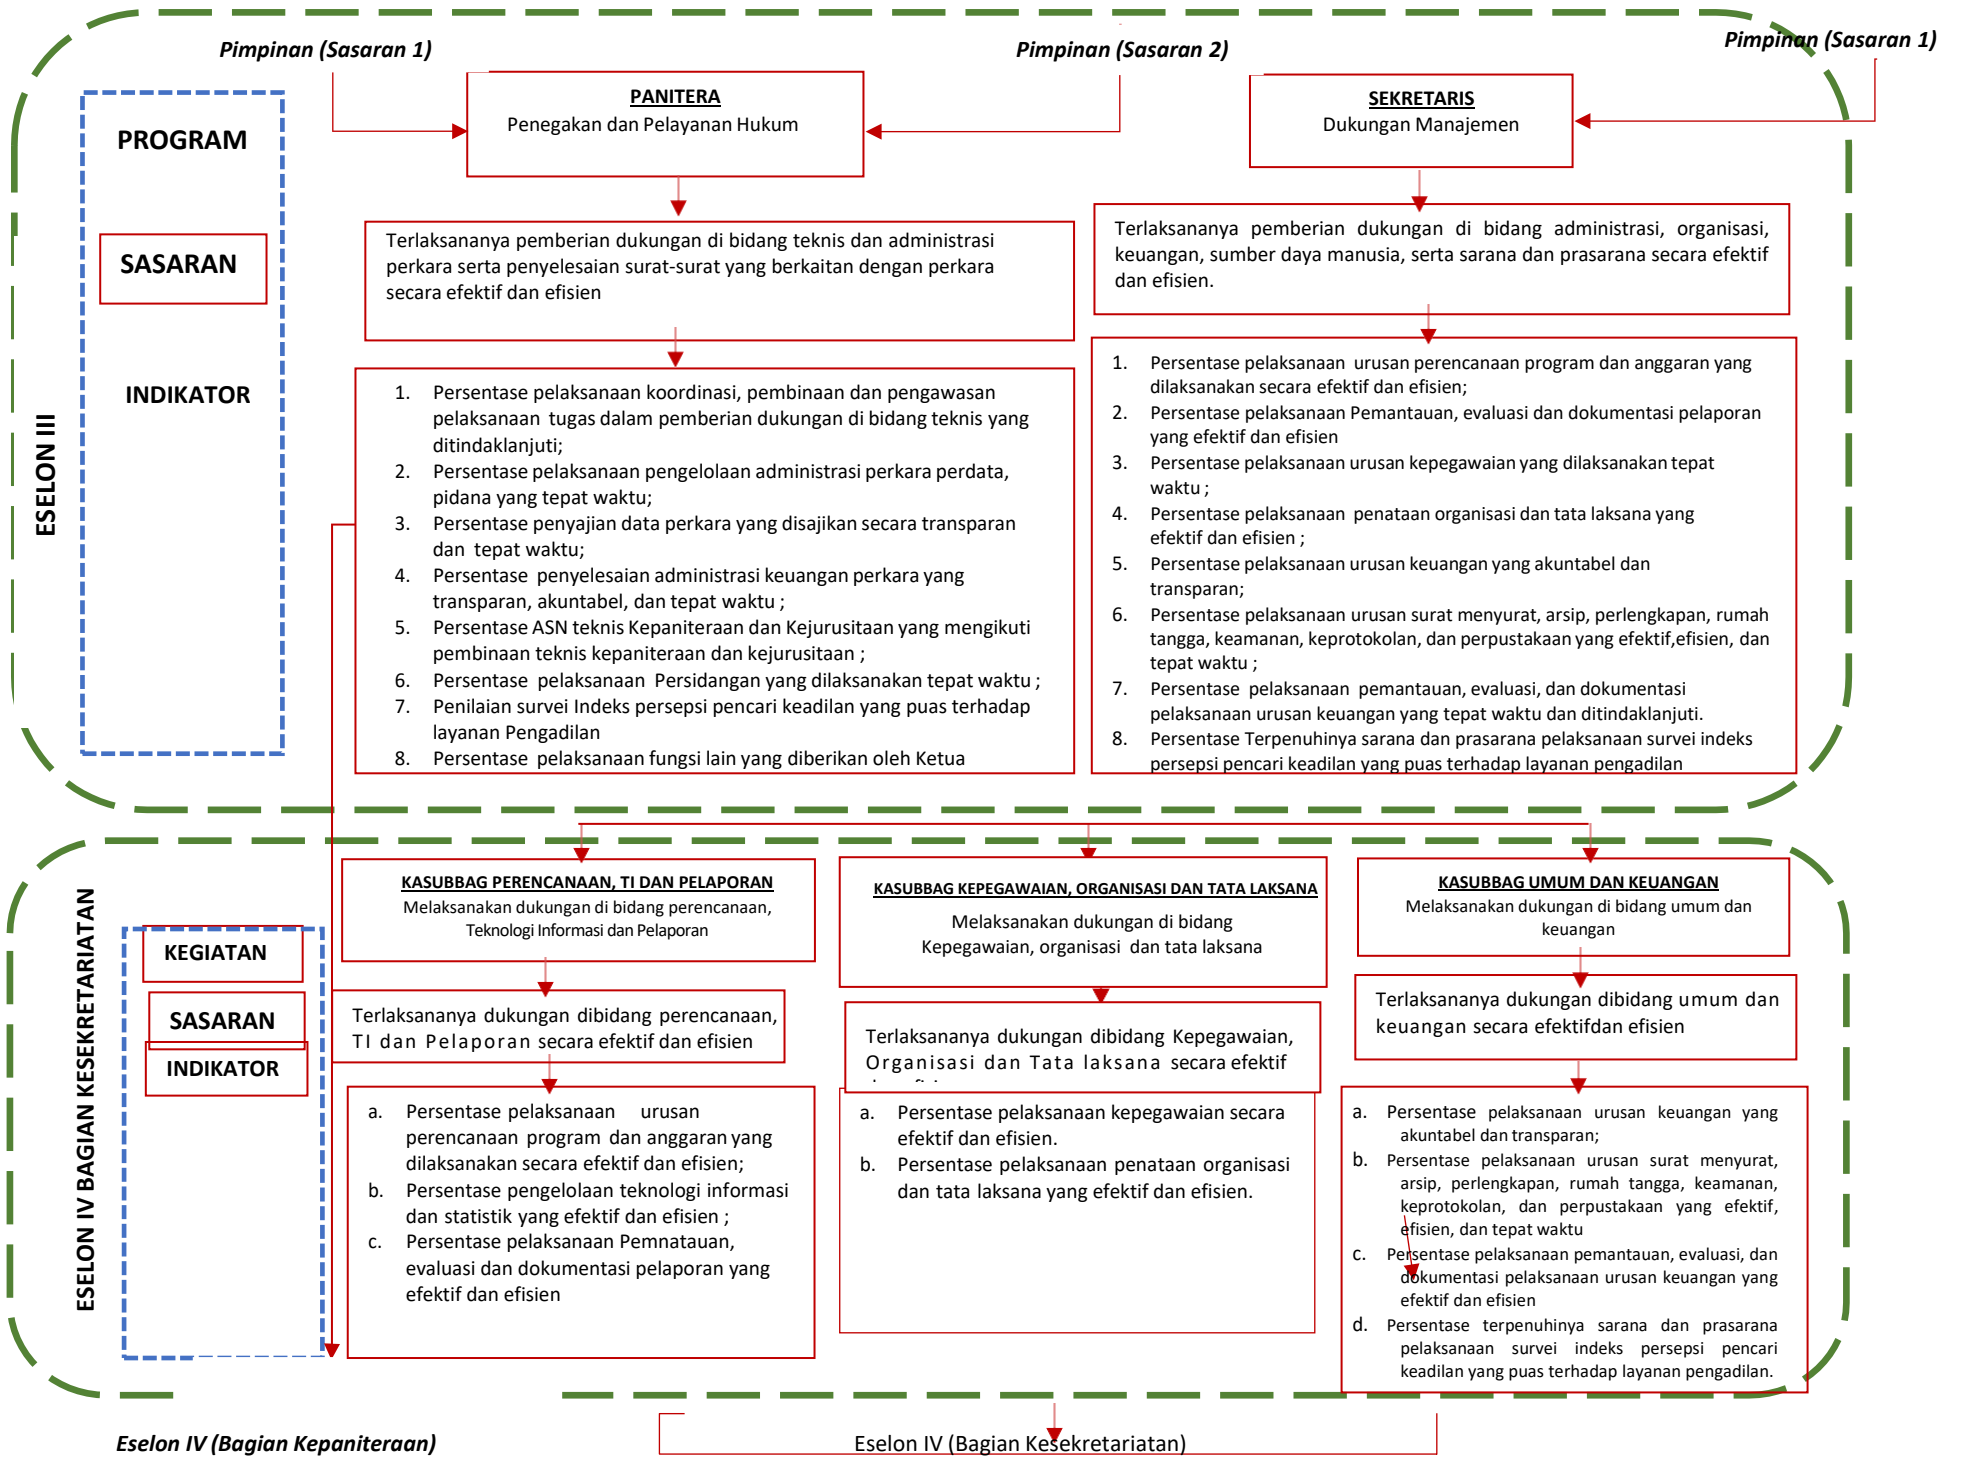 Pimpinan (Sasaran 1)
Pimpinan (Sasaran 2)
Pimpinan (Sasaran 1)
ESELON III
PROGRAM
SASARAN
INDIKATOR
PANITERA
Penegakan dan Pelayanan Hukum
Terlaksananya pemberian dukungan di bidang teknis dan administrasi
perkara serta penyelesaian surat-surat yang berkaitan dengan perkara
secara efektif dan efisien
1. Persentase pelaksanaan koordinasi, pembinaan dan pengawasan
pelaksanaan tugas dalam pemberian dukungan di bidang teknis yang
ditindaklanjuti;
2. Persentase pelaksanaan pengelolaan administrasi perkara perdata,
pidana yang tepat waktu;
3. Persentase penyajian data perkara yang disajikan secara transparan
dan tepat waktu;
4. Persentase penyelesaian administrasi keuangan perkara yang
transparan, akuntabel, dan tepat waktu ;
5. Persentase ASN teknis Kepaniteraan dan Kejurusitaan yang mengikuti
pembinaan teknis kepaniteraan dan kejurusitaan ;
6. Persentase pelaksanaan Persidangan yang dilaksanakan tepat waktu ;
7. Penilaian survei Indeks persepsi pencari keadilan yang puas terhadap
layanan Pengadilan
8. Persentase pelaksanaan fungsi lain yang diberikan oleh Ketua
SEKRETARIS
Dukungan Manajemen
Terlaksananya pemberian dukungan di bidang administrasi, organisasi,
keuangan, sumber daya manusia, serta sarana dan prasarana secara efektif
dan efisien.
1. Persentase pelaksanaan urusan perencanaan program dan anggaran yang
dilaksanakan secara efektif dan efisien;
2. Persentase pelaksanaan Pemantauan, evaluasi dan dokumentasi pelaporan
yang efektif dan efisien
3. Persentase pelaksanaan urusan kepegawaian yang dilaksanakan tepat
waktu ;
4. Persentase pelaksanaan penataan organisasi dan tata laksana yang
efektif dan efisien ;
5. Persentase pelaksanaan urusan keuangan yang akuntabel dan
transparan;
6. Persentase pelaksanaan urusan surat menyurat, arsip, perlengkapan, rumah
tangga, keamanan, keprotokolan, dan perpustakaan yang efektif,efisien, dan
tepat waktu ;
7. Persentase pelaksanaan pemantauan, evaluasi, dan dokumentasi
pelaksanaan urusan keuangan yang tepat waktu dan ditindaklanjuti.
8. Persentase Terpenuhinya sarana dan prasarana pelaksanaan survei indeks
persepsi pencari keadilan yang puas terhadap layanan pengadilan
ESELON IV BAGIAN KESEKRETARIATAN
KEGIATAN
SASARAN
INDIKATOR
KASUBBAG PERENCANAAN, TI DAN PELAPORAN
Melaksanakan dukungan di bidang perencanaan,
Teknologi Informasi dan Pelaporan
Terlaksananya dukungan dibidang perencanaan,
TI dan Pelaporan secara efektif dan efisien
a. Persentase pelaksanaan urusan
perencanaan program dan anggaran yang
dilaksanakan secara efektif dan efisien;
b. Persentase pengelolaan teknologi informasi
dan statistik yang efektif dan efisien ;
c. Persentase pelaksanaan Pemnatauan,
evaluasi dan dokumentasi pelaporan yang
efektif dan efisien
KASUBBAG KEPEGAWAIAN, ORGANISASI DAN TATA LAKSANA
Melaksanakan dukungan di bidang
Kepegawaian, organisasi dan tata laksana
Terlaksananya dukungan dibidang Kepegawaian,
Organisasi dan Tata laksana secara efektif
a. Persentase pelaksanaan kepegawaian secara
efektif dan efisien.
b. Persentase pelaksanaan penataan organisasi
dan tata laksana yang efektif dan efisien.
KASUBBAG UMUM DAN KEUANGAN
Melaksanakan dukungan di bidang umum dan
keuangan
Terlaksananya dukungan dibidang umum dan
keuangan secara efektifdan efisien
a. Persentase pelaksanaan urusan keuangan yang
akuntabel dan transparan;
b. Persentase pelaksanaan urusan surat menyurat,
arsip, perlengkapan, rumah tangga, keamanan,
keprotokolan, dan perpustakaan yang efektif,
efisien, dan tepat waktu
c. Persentase pelaksanaan pemantauan, evaluasi, dan
dokumentasi pelaksanaan urusan keuangan yang
efektif dan efisien
d. Persentase terpenuhinya sarana dan prasarana
pelaksanaan survei indeks persepsi pencari
keadilan yang puas terhadap layanan pengadilan.
Eselon IV (Bagian Kepaniteraan)
Eselon IV (Bagian Kesekretariatan)